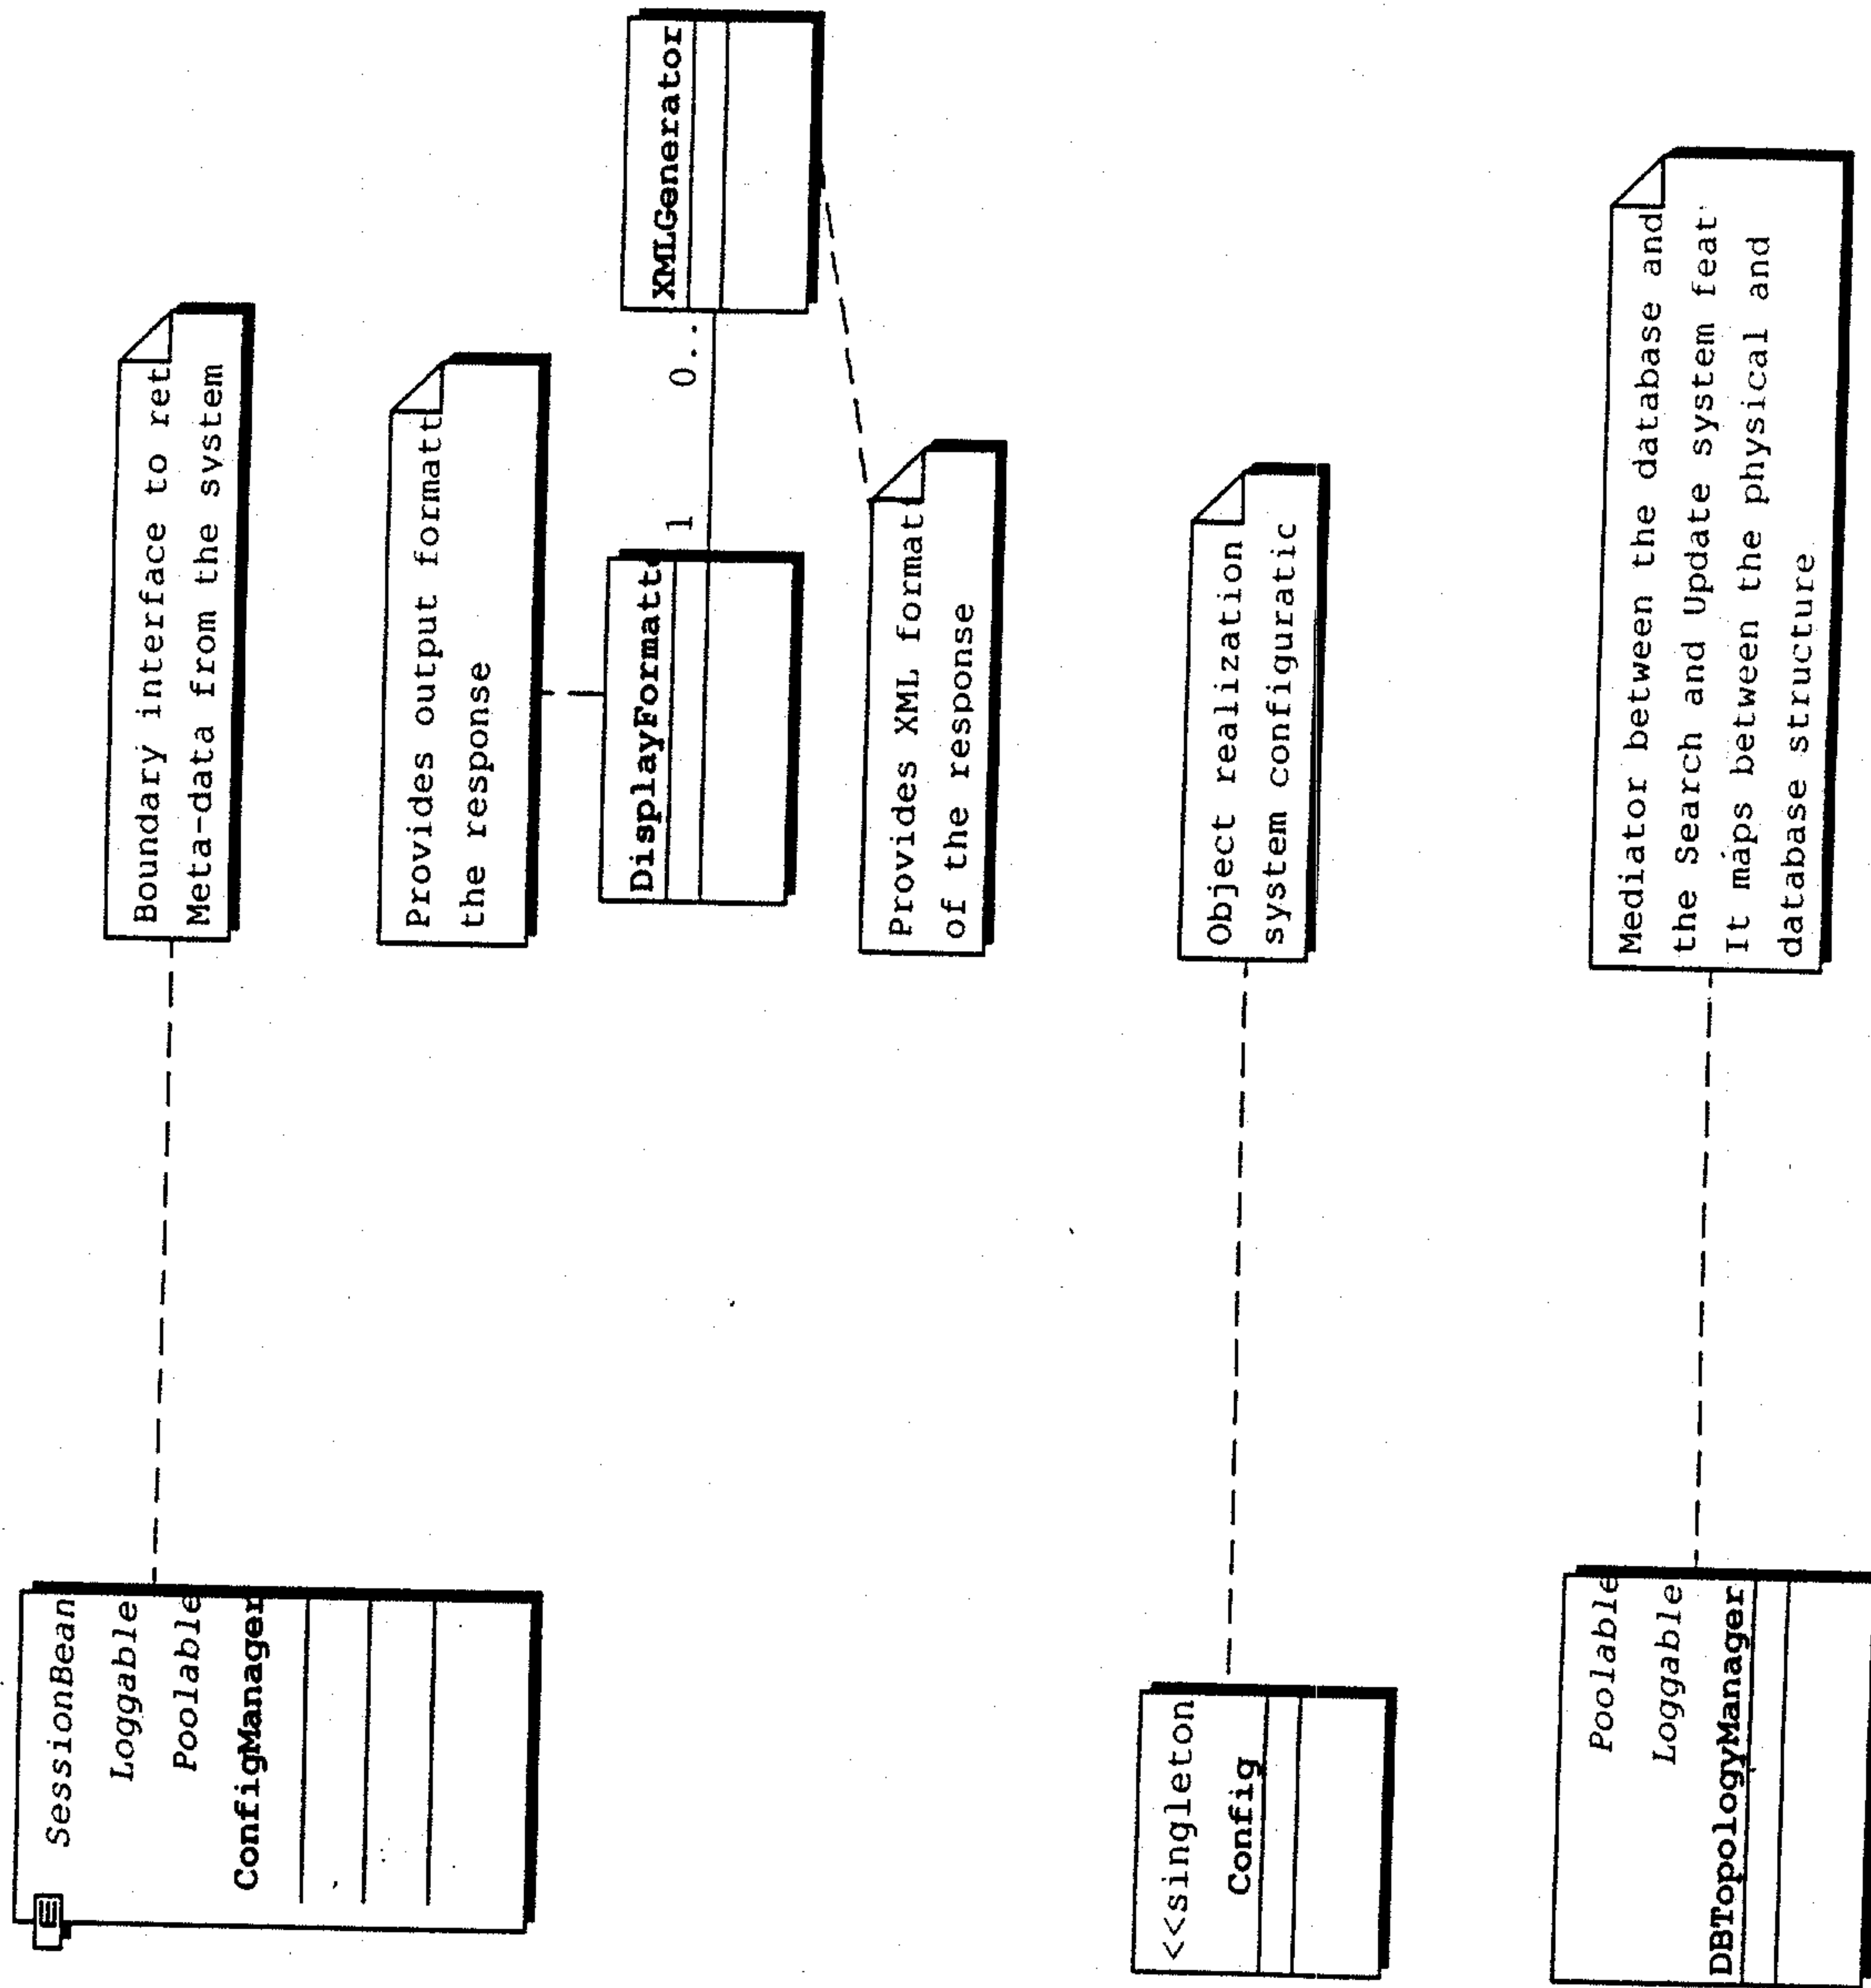 SessionBean
Loggable
Poolable
ConfigManager
Boundary interface to ret
Meta-data from the system
Provides output formatt
the response
DisplayFormatte
1
0..
XMLGenerator
Provides XML format
of the response
<<singleton
Config
Object realization
system configuratic
Poolable
Loggable
DBTopologyManager
Mediator between the database and
the Search and Update system feat
It maps between the physical and
database structure